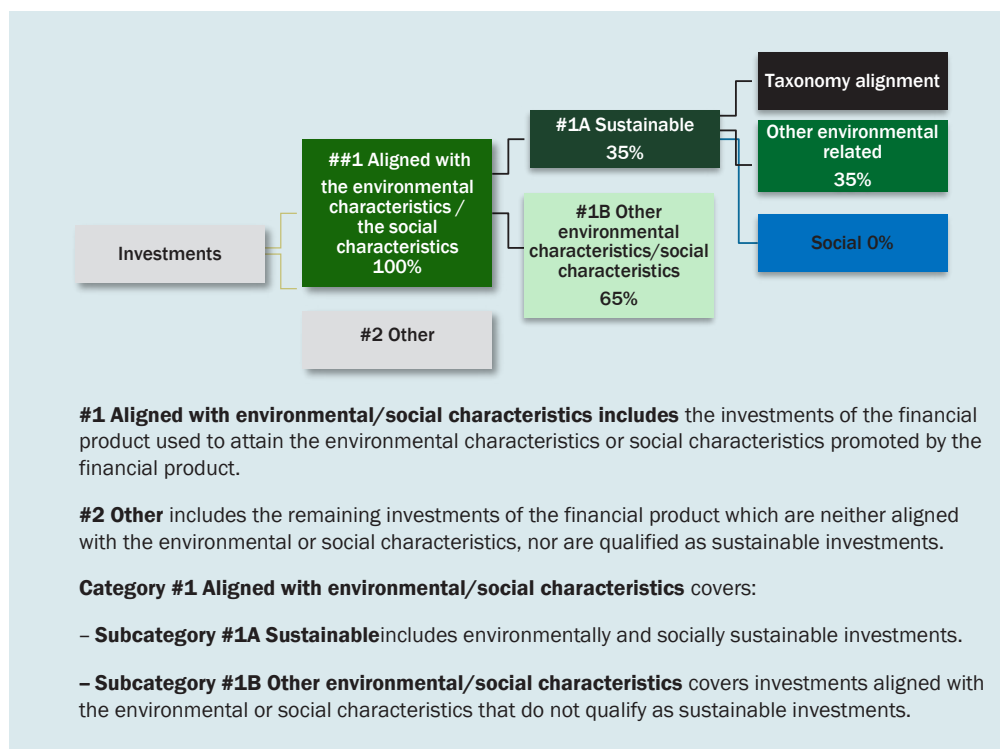 Investments
##1 Aligned with
the environmental
characteristics /
the social
characteristics
100%
#2 Other
#1A Sustainable
35%
#1B Other
environmental
characteristics/social
characteristics
65%
Taxonomy alignment
Other environmental
related
35%
Social 0%
#1 Aligned with environmental/social characteristics includes the investments of the financial
product used to attain the environmental characteristics or social characteristics promoted by the
financial product.
#2 Other includes the remaining investments of the financial product which are neither aligned
with the environmental or social characteristics, nor are qualified as sustainable investments.
Category #1 Aligned with environmental/social characteristics covers:
– Subcategory #1A Sustainableincludes environmentally and socially sustainable investments.
– Subcategory #1B Other environmental/social characteristics covers investments aligned with
the environmental or social characteristics that do not qualify as sustainable investments.